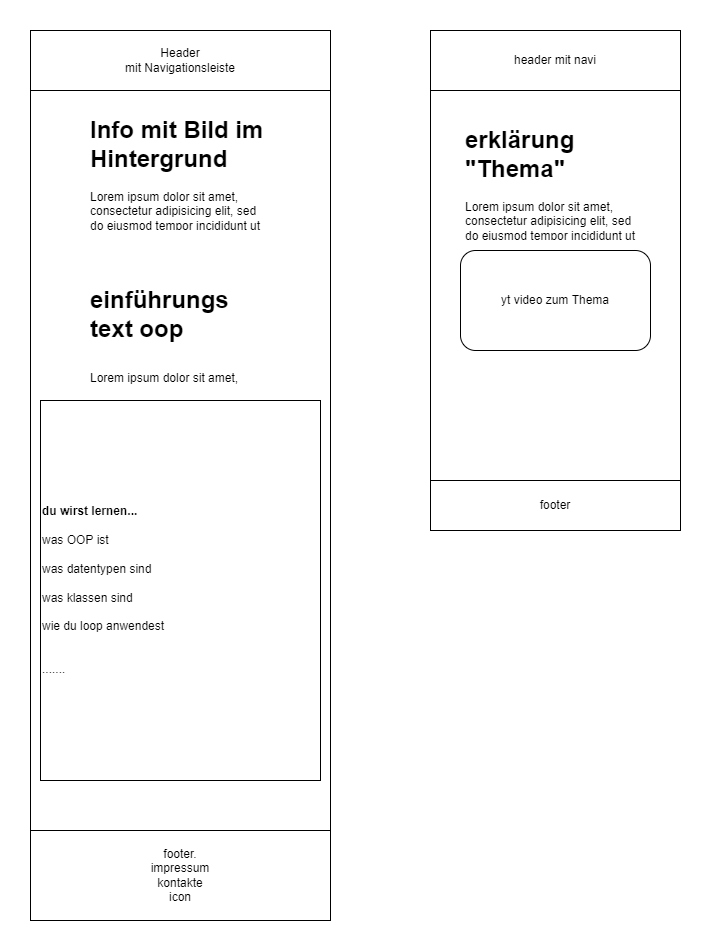 Header
mit Navigationsleiste
Info mit Bild im
Hintergrund
Lorem ipsum dolor sit amet,
consectetur adipisicing elit, sed
do eiusmod tempor incididunt ut
einführungs
text oop
Lorem ipsum dolor sit amet,
du wirst lernen...
was OOP ist
was datentypen sind
was klassen sind
wie du loop anwendest
.......
footer.
impressum
kontakte
icon
header mit navi
erklärung
"Thema"
Lorem ipsum dolor sit amet,
consectetur adipisicing elit, sed
do eiusmod tempor incididunt ut
yt video zum Thema
footer